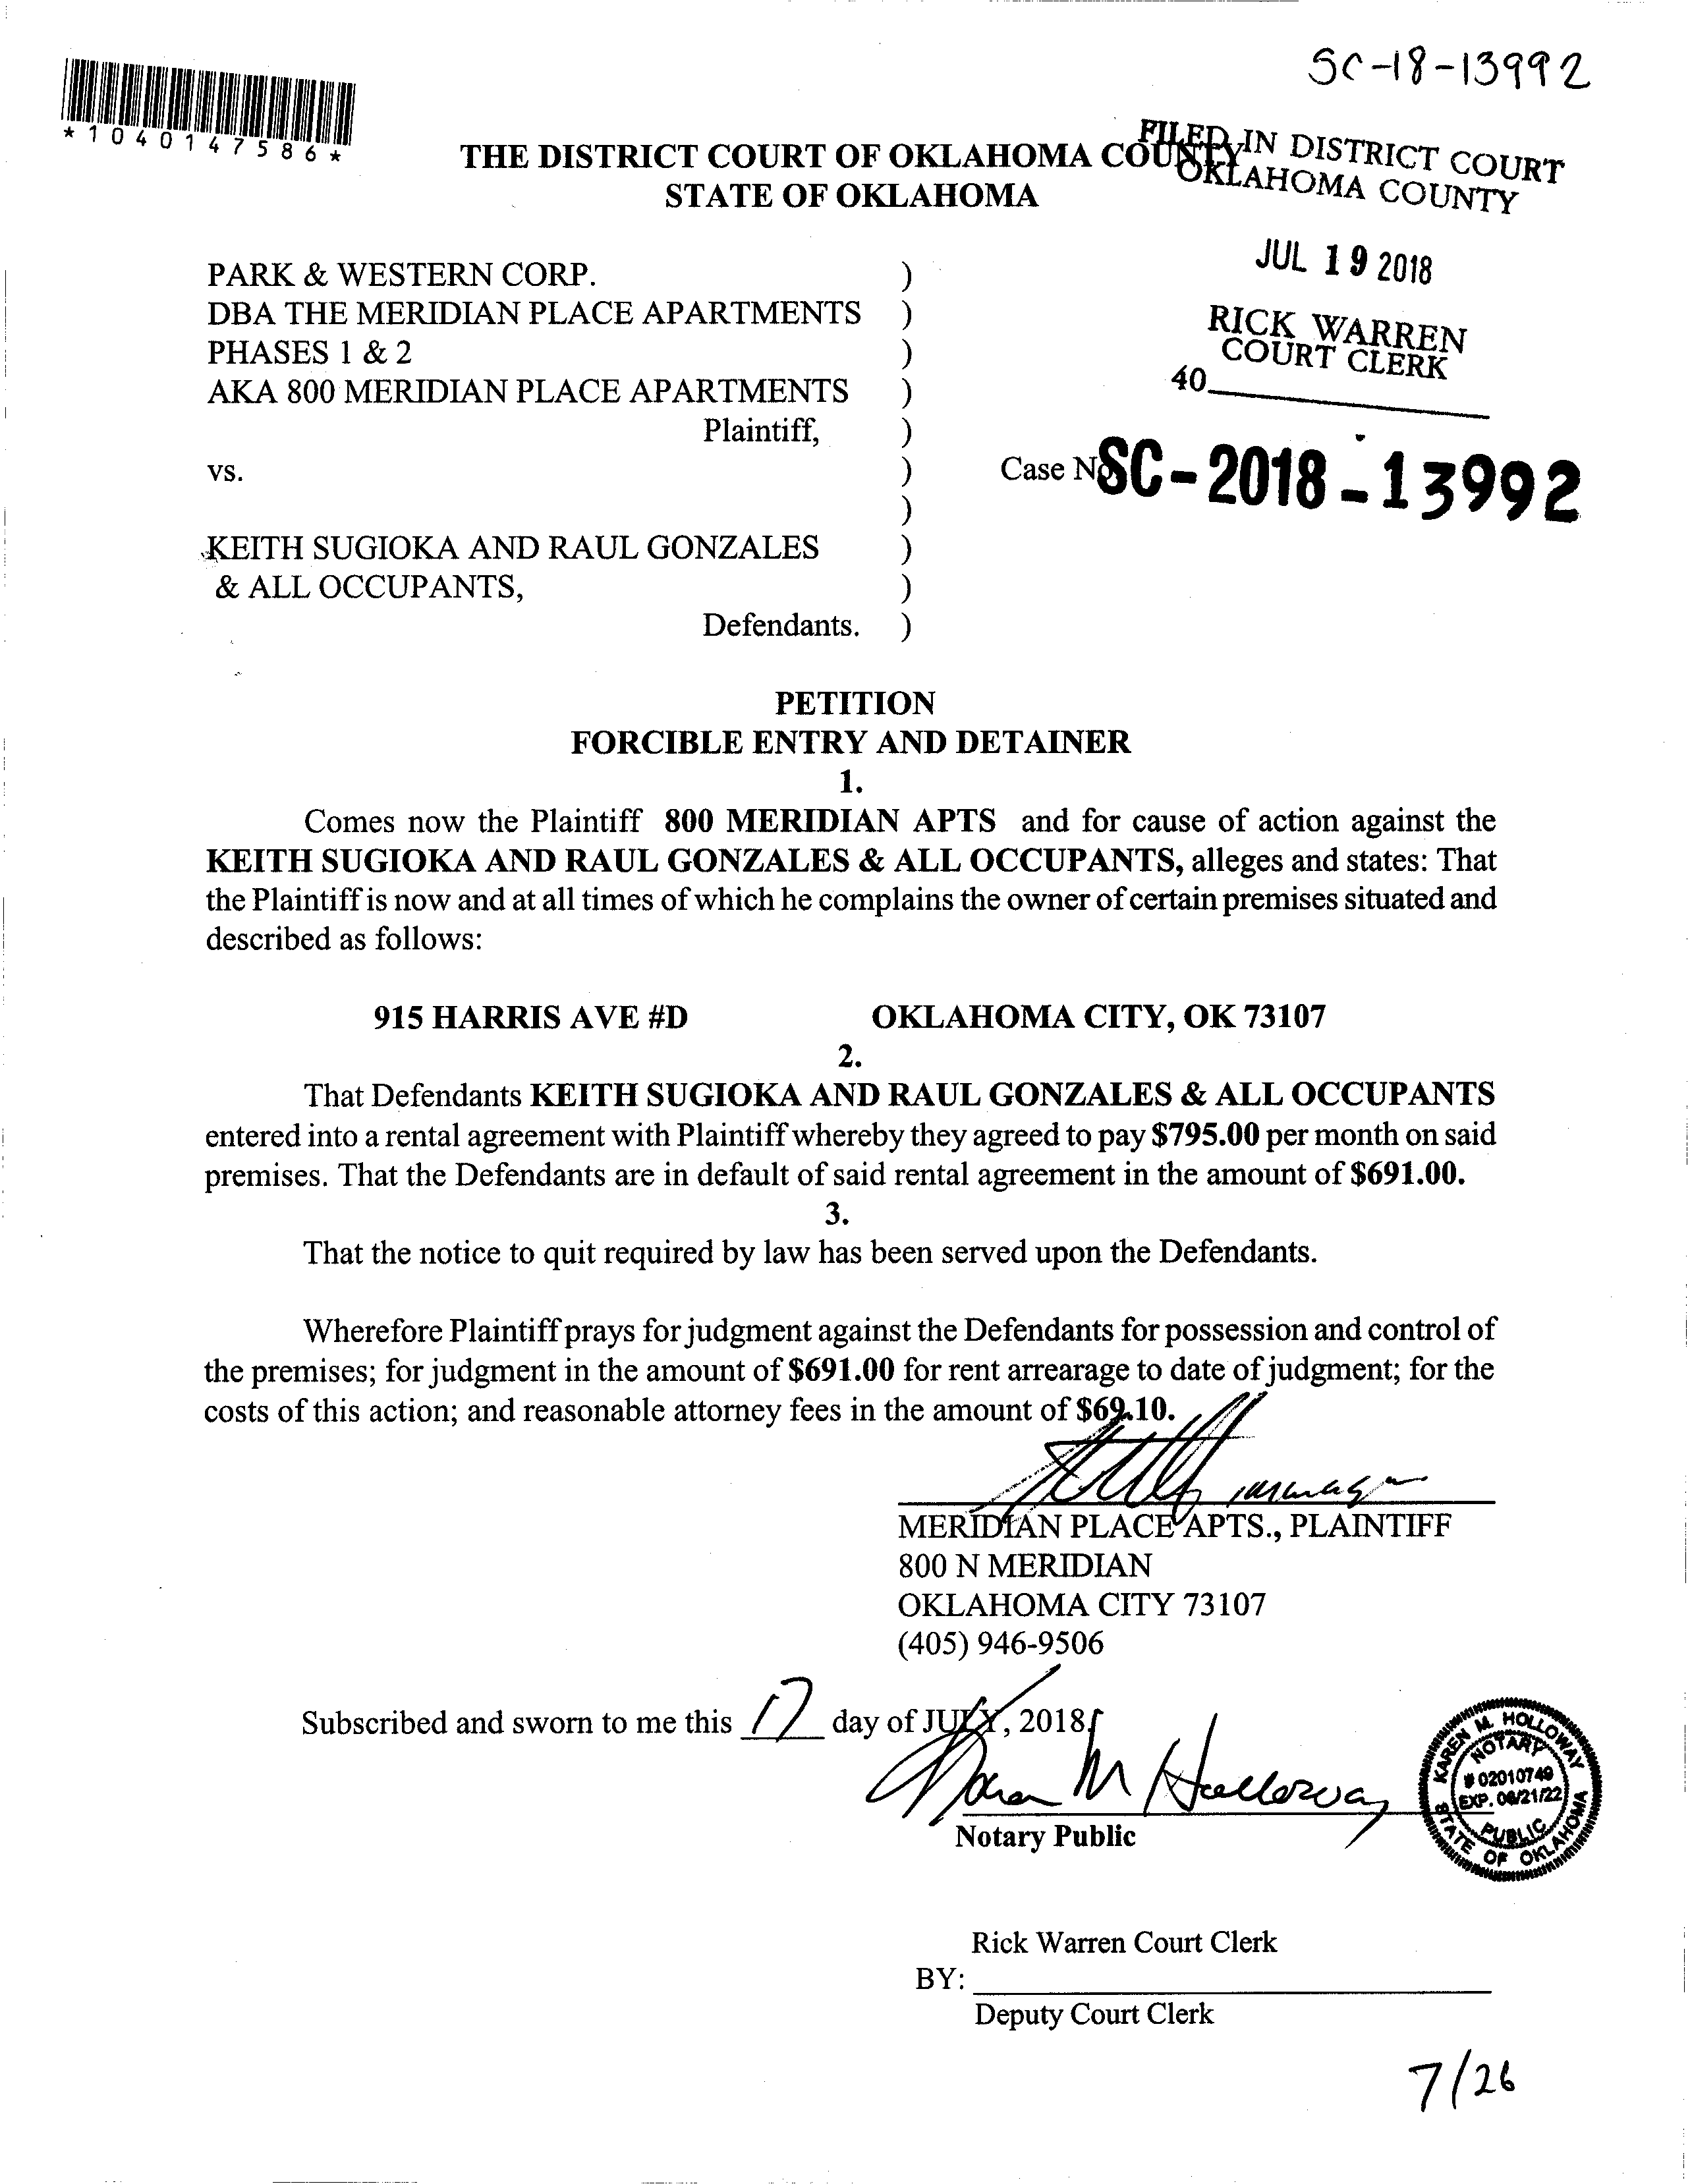 SC-18-13992
*1040147586*
THE DISTRICT COURT OF OKLAHOMA COUNTY
STATE OF OKLAHOMA
FILED IN DISTRICT COURT
OKLAHOMA COUNTY
JUL 19 2018
RICK WARREN
COURT CLERK
40
PARK & WESTERN CORP. )
DBA THE MERIDIAN PLACE APARTMENTS )
PHASES 1 & 2 )
AKA 800 MERIDIAN PLACE APARTMENTS )
Plaintiff, )
vs. ) Case No SC-2018-13992
)
KEITH SUGIOKA AND RAUL GONZALES )
& ALL OCCUPANTS, )
Defendants. )
PETITION
FORCIBLE ENTRY AND DETAINER
1.
Comes now the Plaintiff 800 MERIDIAN APTS and for cause of action against the
KEITH SUGIOKA AND RAUL GONZALES & ALL OCCUPANTS, alleges and states: That
the Plaintiff is now and at all times of which he complains the owner of certain premises situated and
described as follows:
915 HARRIS AVE #D OKLAHOMA CITY, OK 73107
2.
That Defendants KEITH SUGIOKA AND RAUL GONZALES & ALL OCCUPANTS
entered into a rental agreement with Plaintiff whereby they agreed to pay $795.00 per month on said
premises. That the Defendants are in default of said rental agreement in the amount of $691.00.
3.
That the notice to quit required by law has been served upon the Defendants.
Wherefore Plaintiff prays for judgment against the Defendants for possession and control of
the premises; for judgment in the amount of $691.00 for rent arrearage to date of judgment; for the
costs of this action; and reasonable attorney fees in the amount of $69.10.
MERIDIAN PLACE APTS., PLAINTIFF
800 N MERIDIAN
OKLAHOMA CITY 73107
(405) 946-9506
Subscribed and sworn to me this 17 day of JULY, 2018.
Karen M Holloway
Notary Public
KAREN M. HOLLOWAY
NOTARY
# 02010749
EXP. 06/21/22
PUBLIC
STATE OF OKLAHOMA
Rick Warren Court Clerk
BY:
Deputy Court Clerk
7/26